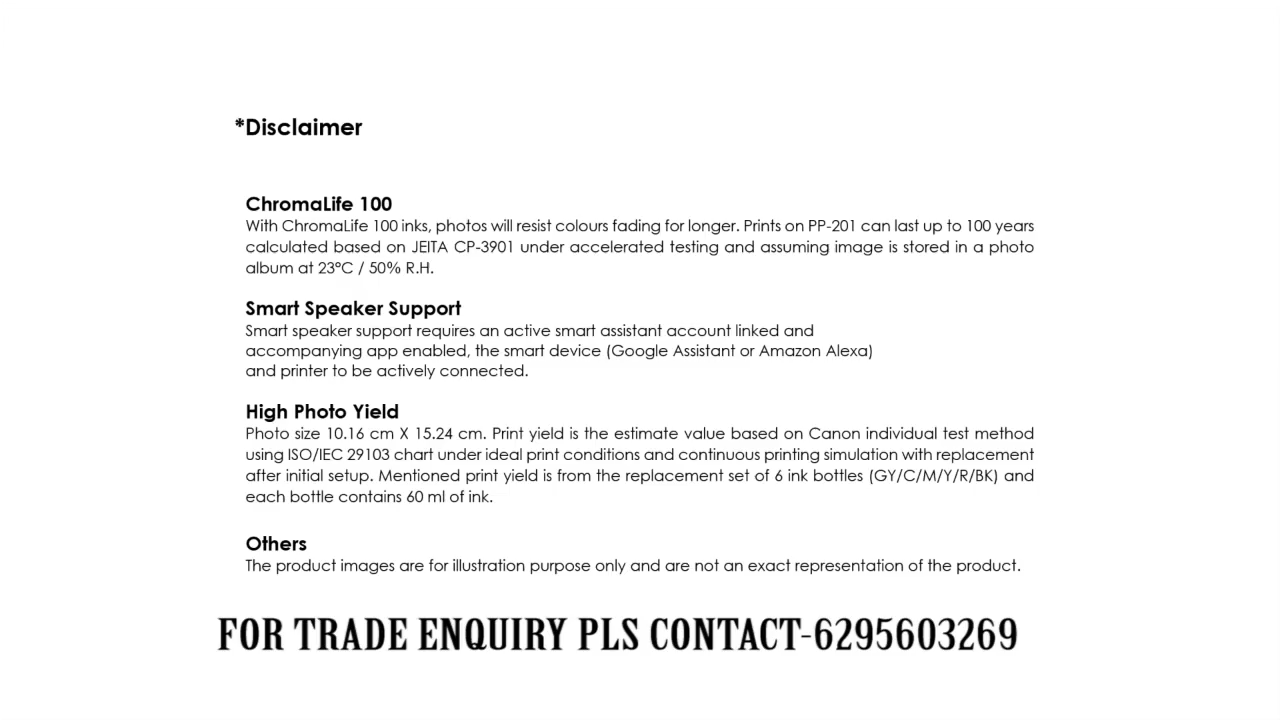 *Disclaimer
ChromaLife 100
With ChromaLife 100 inks, photos will resist colours fading for longer. Prints on PP-201 can last up to 100 years
calculated based on JEITA CP-3901 under accelerated testing and assuming image is stored in a photo
album at 23°C / 50% R.H.
Smart Speaker Support
Smart speaker support requires an active smart assistant account linked and
accompanying app enabled, the smart device (Google Assistant or Amazon Alexa)
and printer to be actively connected.
High Photo Yield
Photo size 10.16 cm X 15.24 cm. Print yield is the estimate value based on Canon individual test method
using ISO/IEC 29103 chart under ideal print conditions and continuous printing simulation with replacement
after initial setup. Mentioned print yield is from the replacement set of 6 ink bottles (GY/C/M/Y/R/BK) and
each bottle contains 60 ml of ink.
Others
The product images are for illustration purpose only and are not an exact representation of the product.
FOR TRADE ENQUIRY PLS CONTACT-6295603269